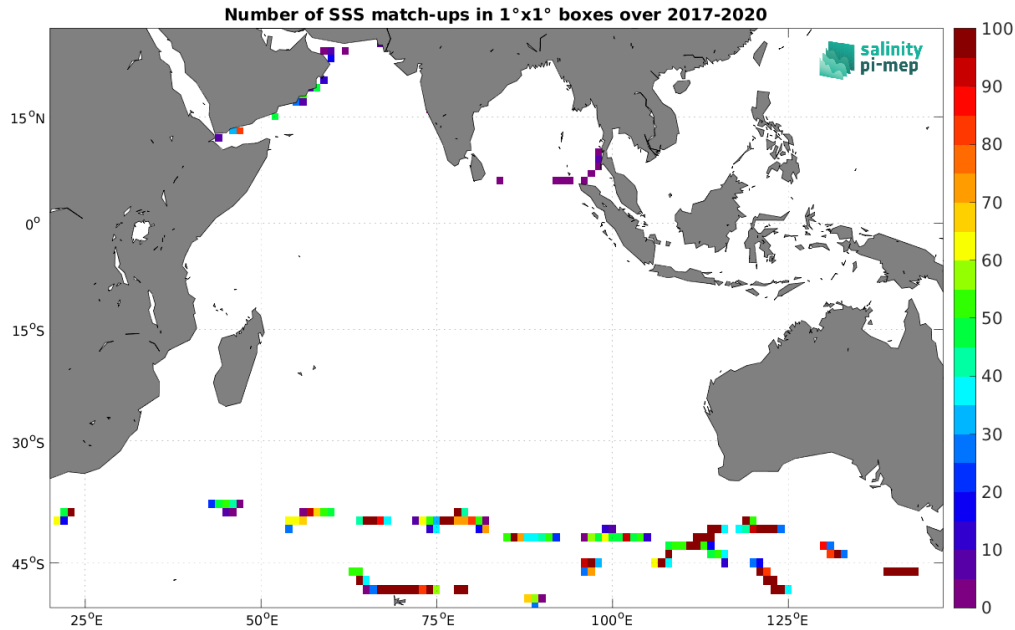 Number of SSS match-ups in 1°x1° boxes over 2017-2020
salinity
pi-mep
15°N
0°
15°S
30°S
45°S
25°E
50°E
75°E
100°E
125°E
100
90
80
70
60
50
40
30
20
10
0